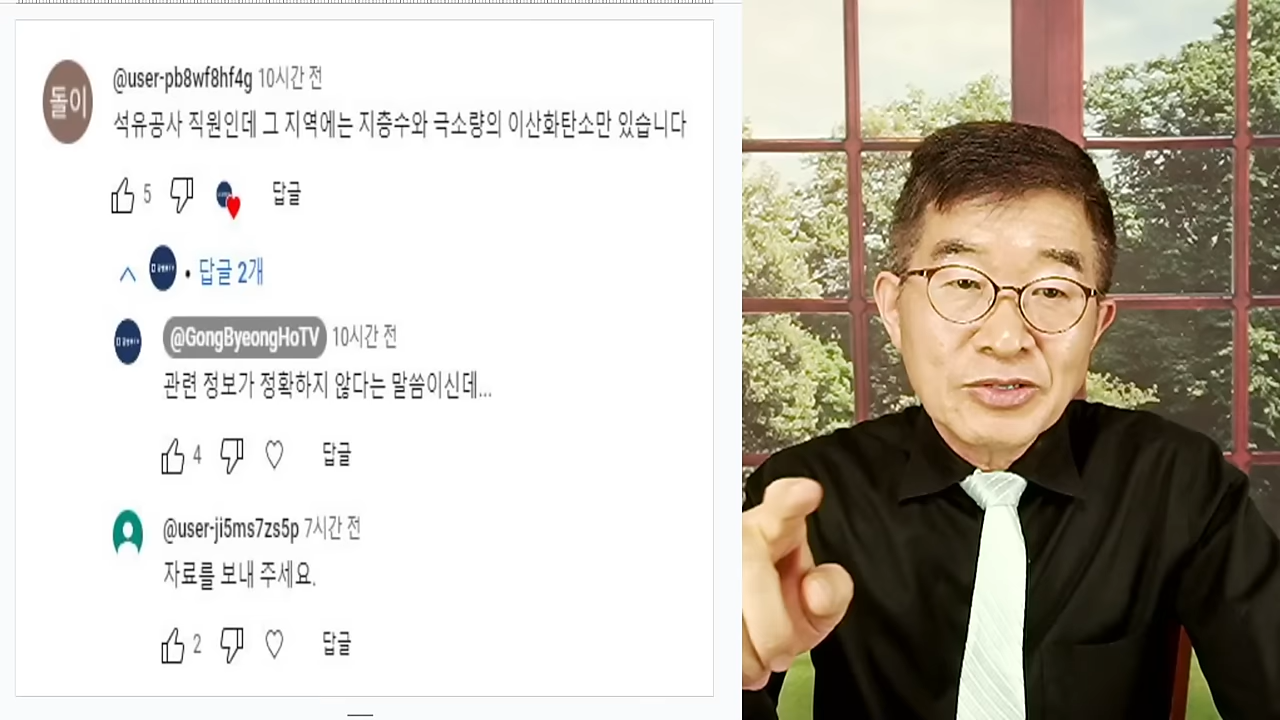 돌이
@user-pb8wf8hf4g 10시간 전
석유공사 직원인데 그 지역에는 지층수와 극소량의 이산화탄소만 있습니다
5 답글
답글 2개
@GongByeongHoTV 10시간 전
관련 정보가 정확하지 않다는 말씀이신데...
4 답글
@user-ji5ms7zs5p 7시간 전
자료를 보내 주세요.
2 답글